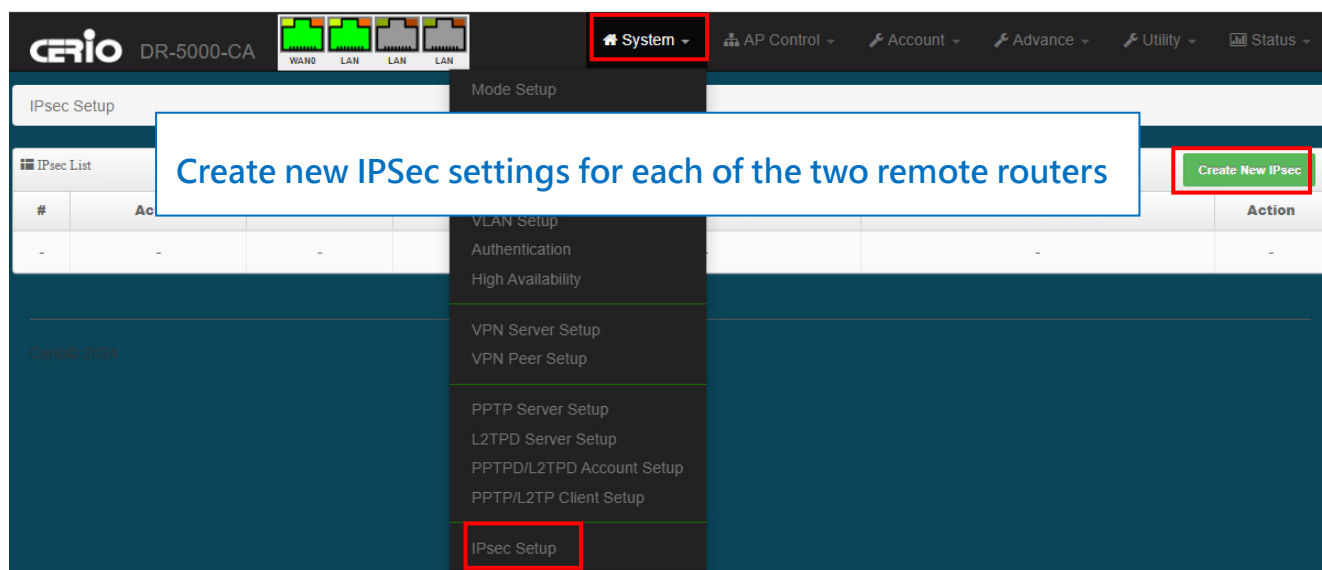 CERIO DR-5000-CA
WAN0 LAN LAN LAN
System AP Control Account Advance Utility Status
IPsec Setup
Mode Setup
Create new IPSec settings for each of the two remote routers
IPsec List
Create New IPsec
# Ac Action
- - - - -
VLAN Setup
Authentication
High Availability
VPN Server Setup
VPN Peer Setup
Cerio© 2024
PPTP Server Setup
L2TPD Server Setup
PPTPD/L2TPD Account Setup
PPTP/L2TP Client Setup
IPsec Setup